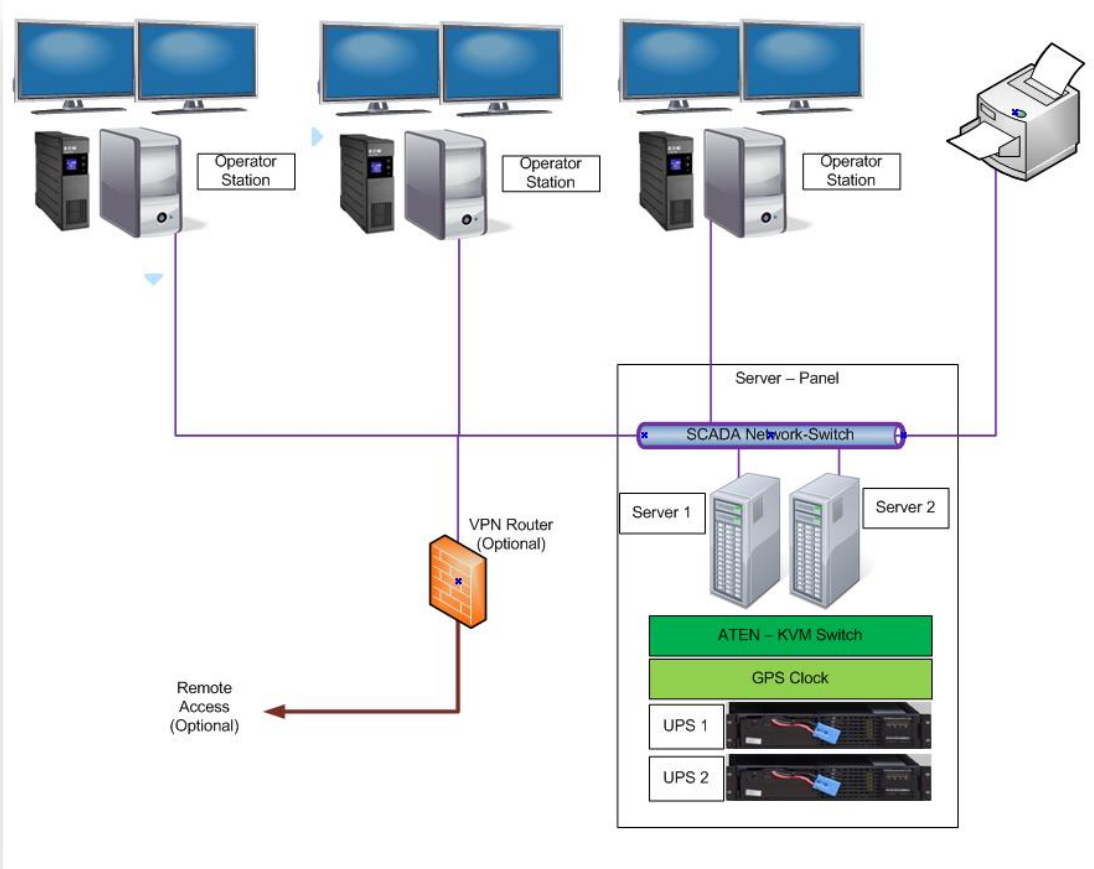 Operator
Station
Operator
Station
Operator
Station
Server – Panel
SCADA Network-Switch
Server 1
Server 2
VPN Router
(Optional)
ATEN – KVM Switch
GPS Clock
Remote
Access
(Optional)
UPS 1
UPS 2